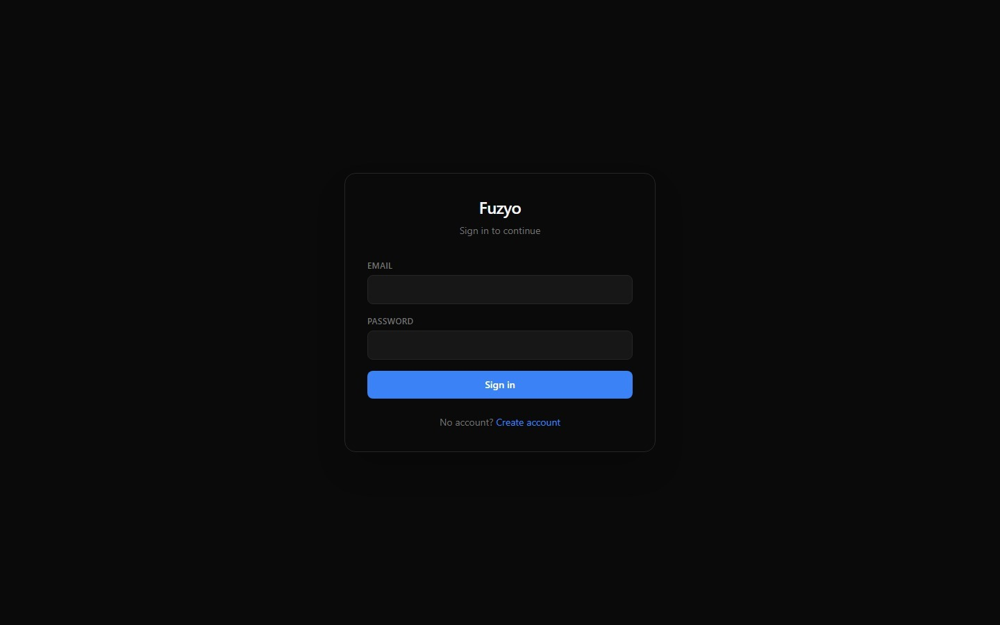 Fuzyo
Sign in to continue
EMAIL
PASSWORD
Sign in
No account? Create account